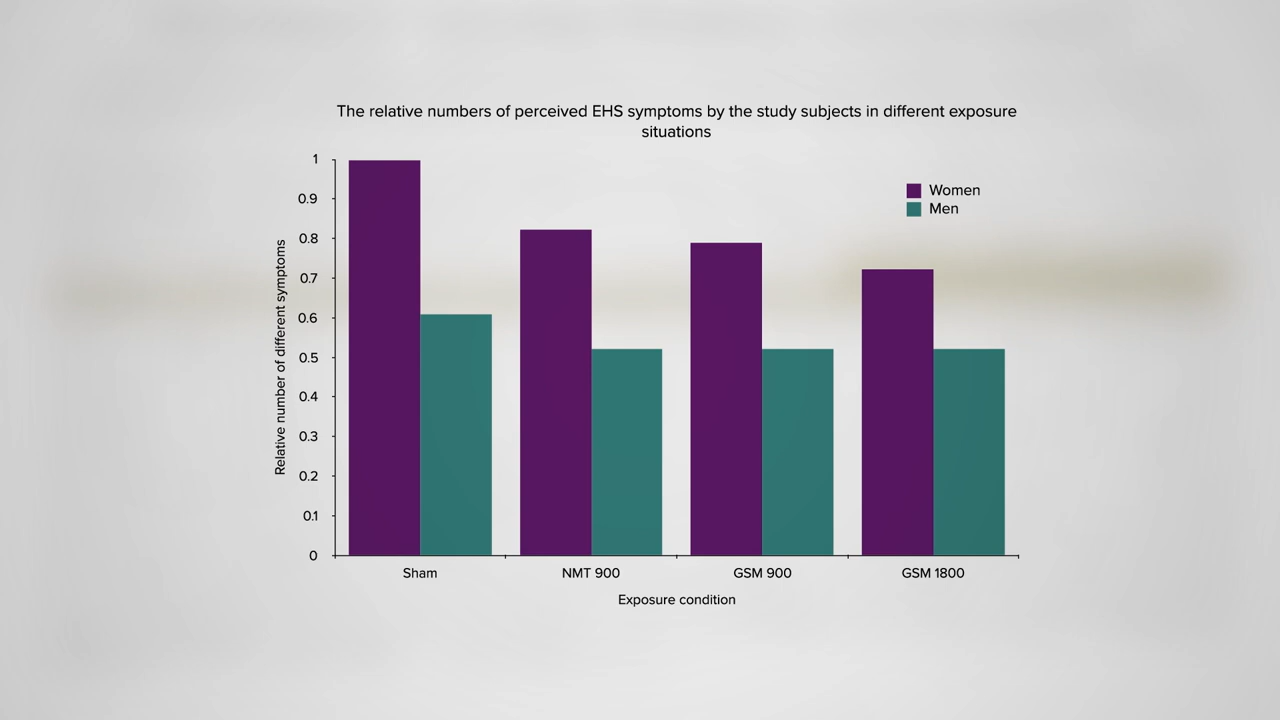 The relative numbers of perceived EHS symptoms by the study subjects in different exposure
situations
Women
Men
Relative number of different symptoms
1
0.9
0.8
0.7
0.6
0.5
0.4
0.3
0.2
0.1
0
Sham
NMT 900
GSM 900
GSM 1800
Exposure condition